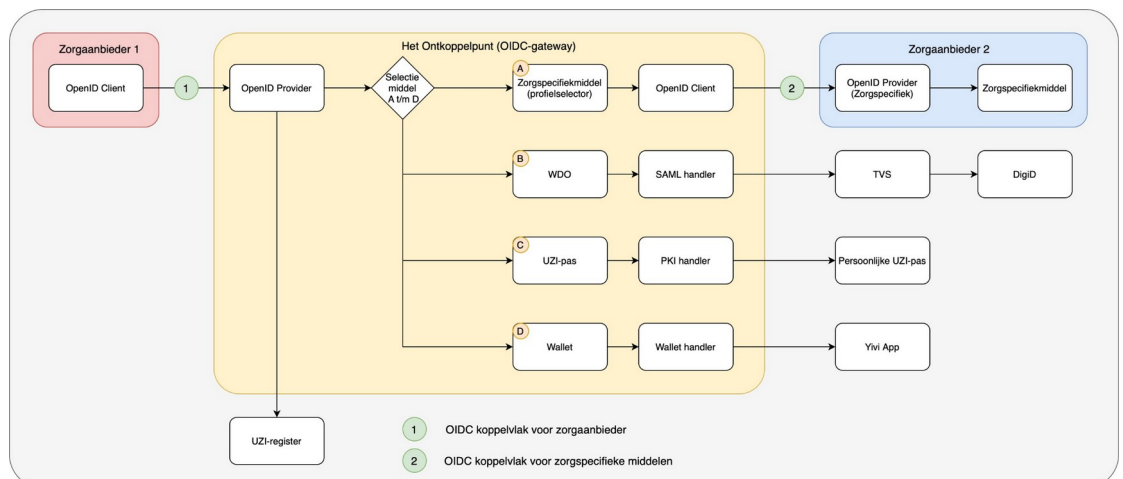 Zorgaanbieder 1
OpenID Client
1
Het Ontkoppelpunt (OIDC-gateway)
OpenID Provider
Selectie
middel
A t/m D
A
Zorgspecifiekmiddel
(profielselector)
OpenID Client
2
Zorgaanbieder 2
OpenID Provider
(Zorgspecifiek)
Zorgspecifiekmiddel
B
WDO
SAML handler
TVS
DigiD
C
UZI-pas
PKI handler
Persoonlijke UZI-pas
D
Wallet
Wallet handler
Yivi App
UZI-register
1
OIDC koppelvlak voor zorgaanbieder
2
OIDC koppelvlak voor zorgspecifieke middelen